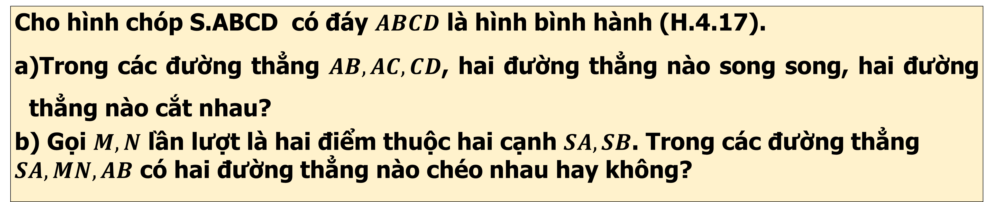 Cho hình chóp S.ABCD có đáy ABCD là hình bình hành (H.4.17).
a)Trong các đường thẳng AB, AC, CD, hai đường thẳng nào song song, hai đường
thẳng nào cắt nhau?
b) Gọi M, N lần lượt là hai điểm thuộc hai cạnh SA, SB. Trong các đường thẳng
SA, MN, AB có hai đường thẳng nào chéo nhau hay không?